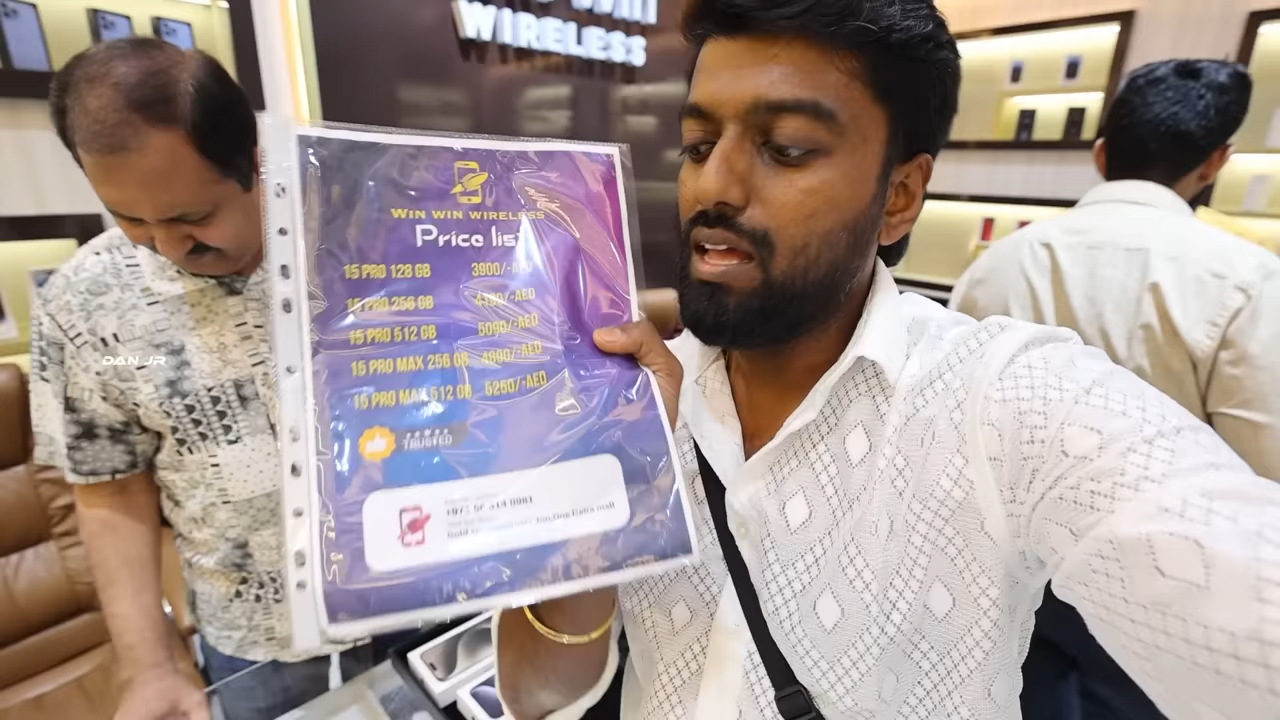 WIRELESS
WIN WIN WIRELESS
Price list
15 PRO 128 GB 3900/-AED
15 PRO 256 GB
15 PRO 512 GB 5090/-AED
15 PRO MAX 256 GB 4890/-AED
15 PRO MAX 512 GB 5250/-AED
TRUSTED
DAN JR